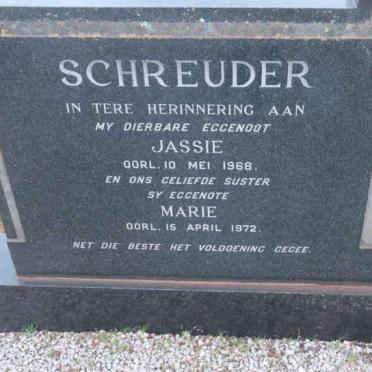 SCHREUDER
IN TERE HERINNERING AAN
MY DIERBARE EGGENOOT
JASSIE
OORL. 10 MEI 1968.
EN ONS GELIEFDE SUSTER
SY EGGENOTE
MARIE
OORL. 15 APRIL 1972.
NET DIE BESTE HET VOLDOENING GEGEE.